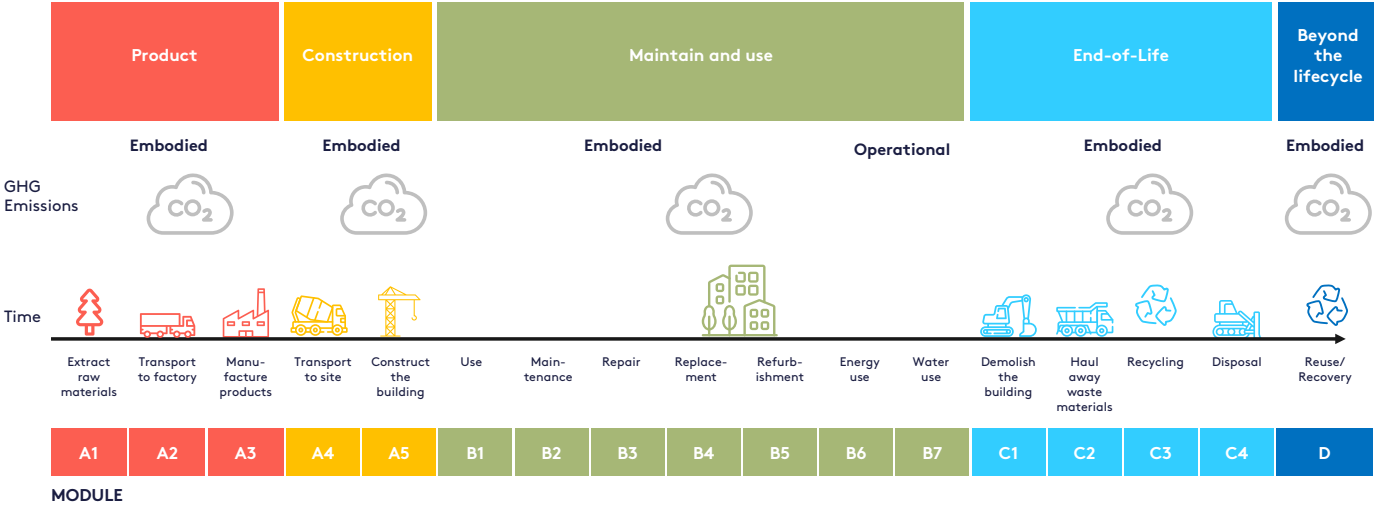 Product
Construction
Maintain and use
End-of-Life
Beyond
the
lifecycle
Embodied
Embodied
Embodied
Operational
Embodied
Embodied
GHG
Emissions
CO2
CO2
CO2
CO2
CO2
Time
Extract
raw
materials
Transport
to factory
Manu-
facture
products
Transport
to site
Construct
the
building
Use
Main-
tenance
Repair
Replace-
ment
Refurb-
ishment
Energy
use
Water
use
Demolish
the
building
Haul
away
waste
materials
Recycling
Disposal
Reuse/
Recovery
A1
A2
A3
A4
A5
B1
B2
B3
B4
B5
B6
B7
C1
C2
C3
C4
D
MODULE